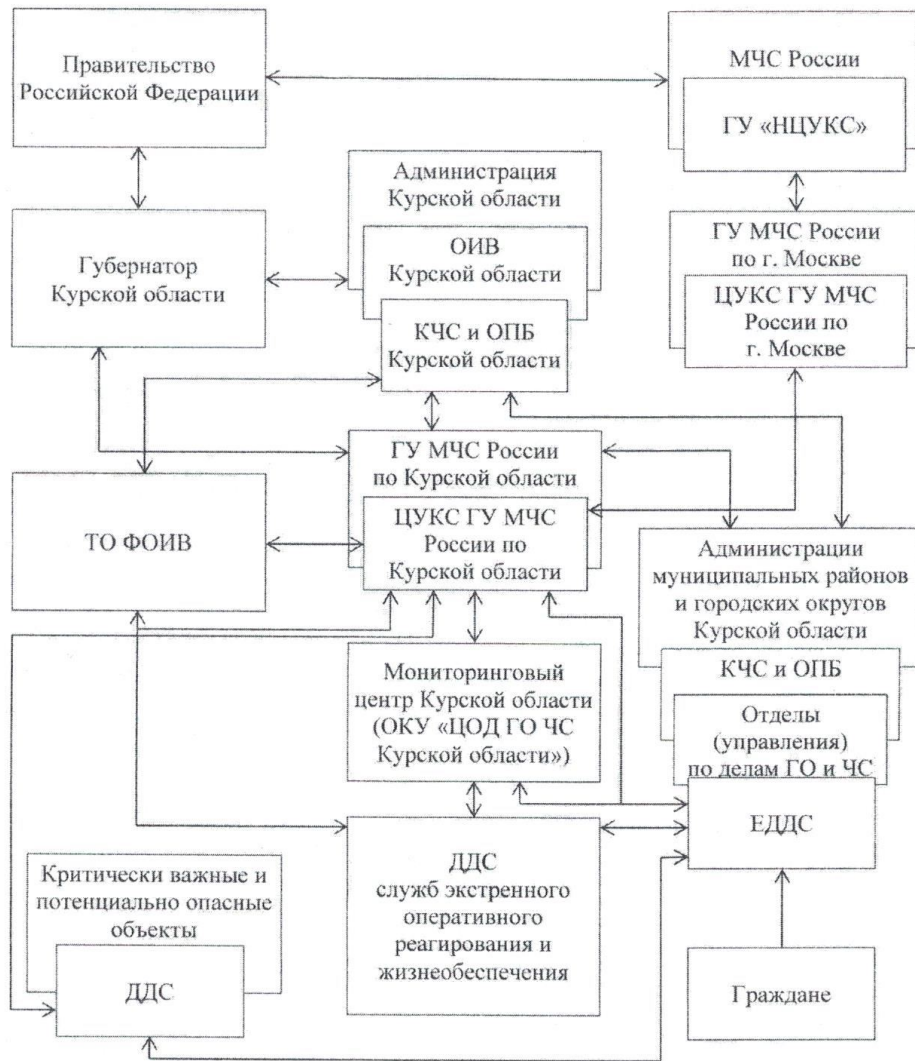 Правительство
Российской Федерации
МЧС России
ГУ «НЦУКС»
Администрация
Курской области
ОИВ
Курской области
КЧС и ОПБ
Курской области
Губернатор
Курской области
ГУ МЧС России
по г. Москве
ЦУКС ГУ МЧС
России по
г. Москве
ГУ МЧС России
по Курской области
ЦУКС ГУ МЧС
России по
Курской области
ТО ФОИВ
Администрации
муниципальных районов
и городских округов
Курской области
КЧС и ОПБ
Отделы
(управления)
по делам ГО и ЧС
ЕДДС
Мониторинговый
центр Курской области
(ОКУ «ЦОД ГО ЧС
Курской области»)
ДДС
служб экстренного
оперативного
реагирования и
жизнеобеспечения
Критически важные и
потенциально опасные
объекты
ДДС
Граждане